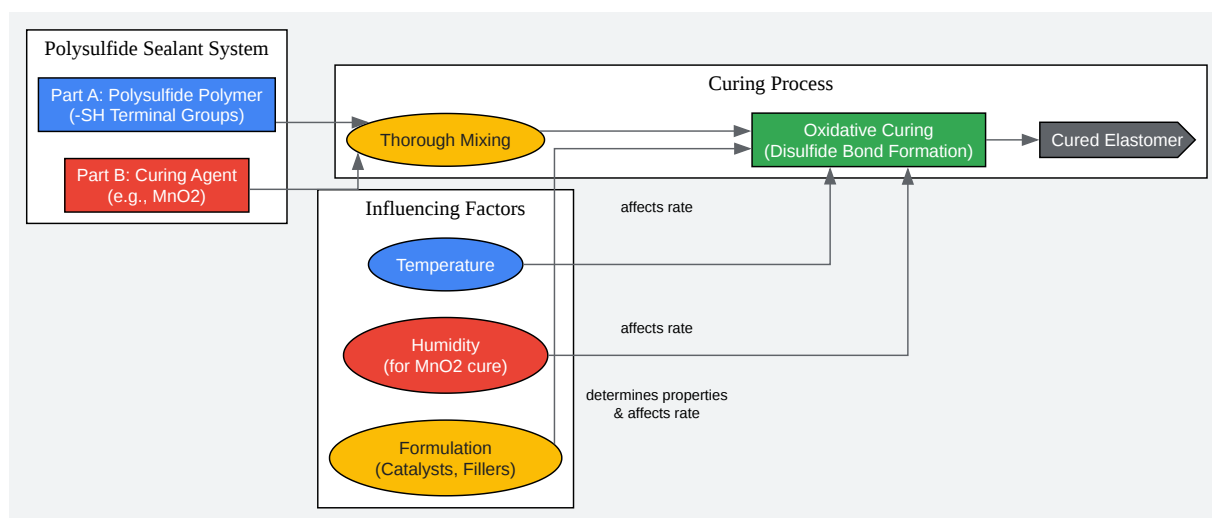 Polysulfide Sealant System
Part A: Polysulfide Polymer
(-SH Terminal Groups)
Part B: Curing Agent
(e.g., MnO2)
Curing Process
Thorough Mixing
Oxidative Curing
(Disulfide Bond Formation)
Cured Elastomer
Influencing Factors
Temperature
Humidity
(for MnO2 cure)
Formulation
(Catalysts, Fillers)
affects rate
affects rate
determines properties
& affects rate